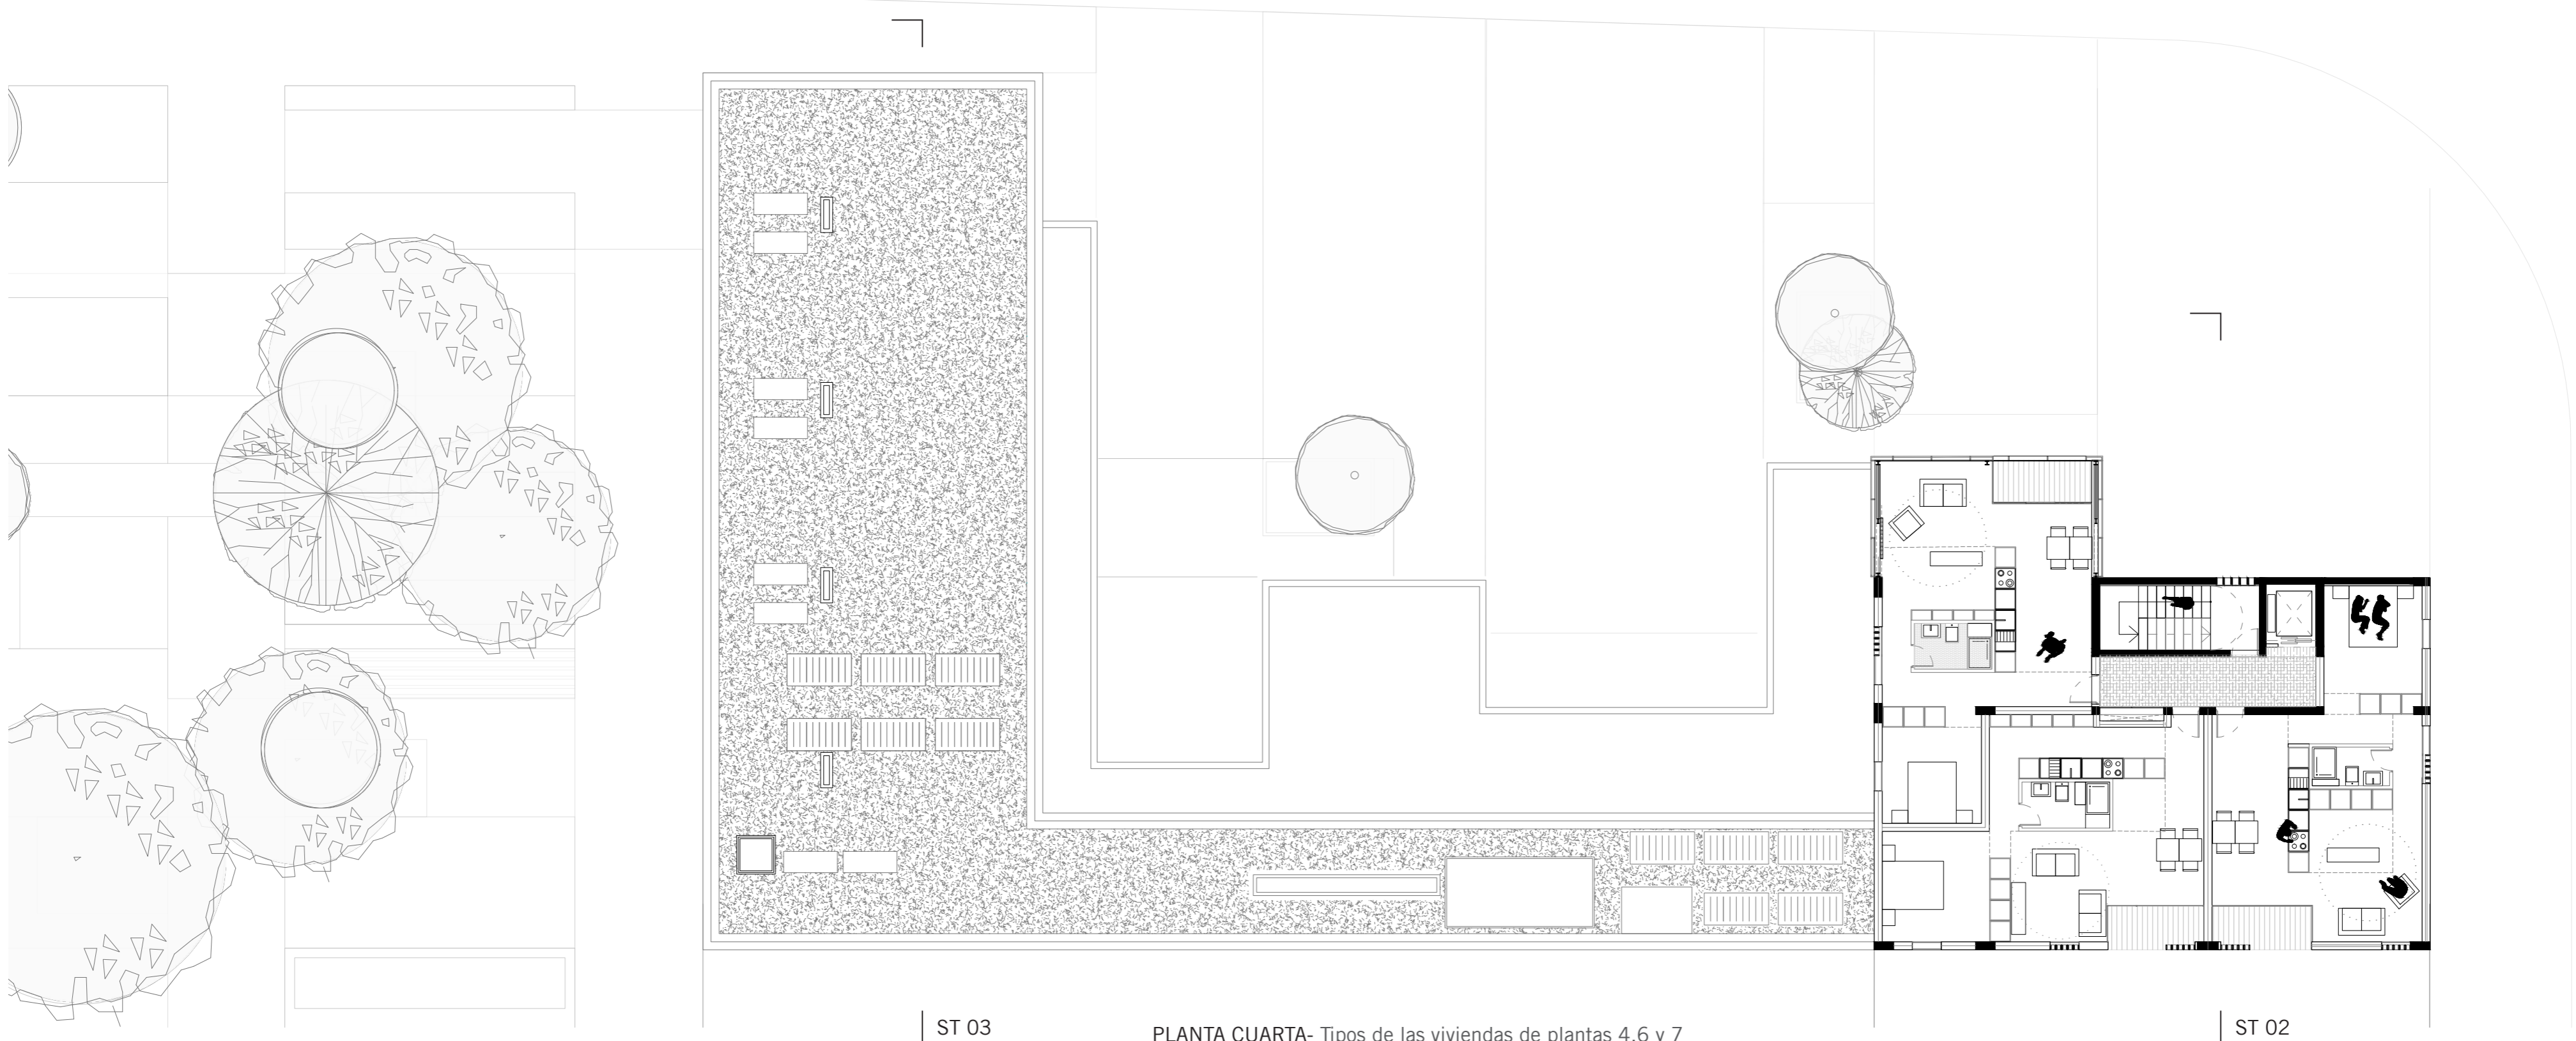 ST 03
PLANTA CUARTA- Tipos de las viviendas de plantas 4,6 y 7
ST 02